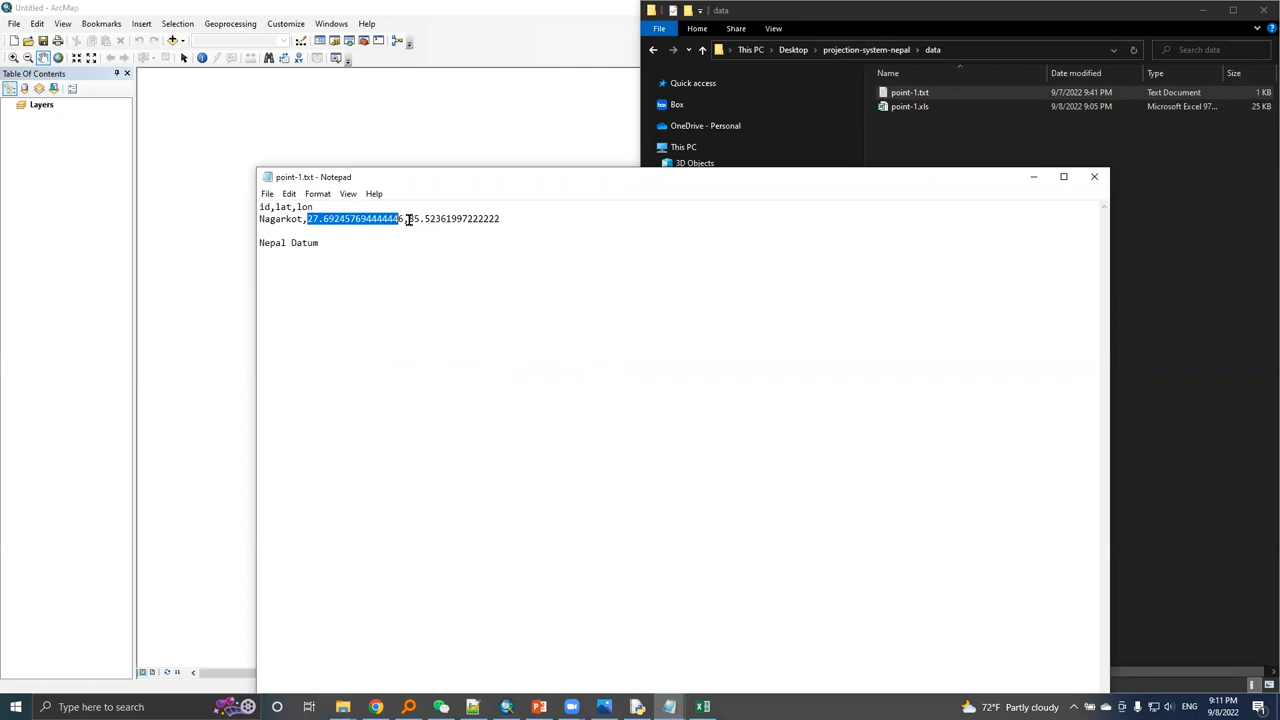 Untitled - ArcMap
File Edit View Bookmarks Insert Selection Geoprocessing Customize Windows Help
Table Of Contents
Layers
data
File Home Share View
This PC Desktop projection-system-nepal data
Search data
Name Date modified Type Size
point-1.txt 9/7/2022 9:41 PM Text Document 1 KB
point-1.xls 9/8/2022 9:05 PM Microsoft Excel 97... 25 KB
Quick access
Box
OneDrive - Personal
This PC
3D Objects
point-1.txt - Notepad
File Edit Format View Help
id,lat,lon
Nagarkot,27.692457694444446,85.52361997222222
Nepal Datum
Type here to search
72°F Partly cloudy
9:11 PM
9/8/2022